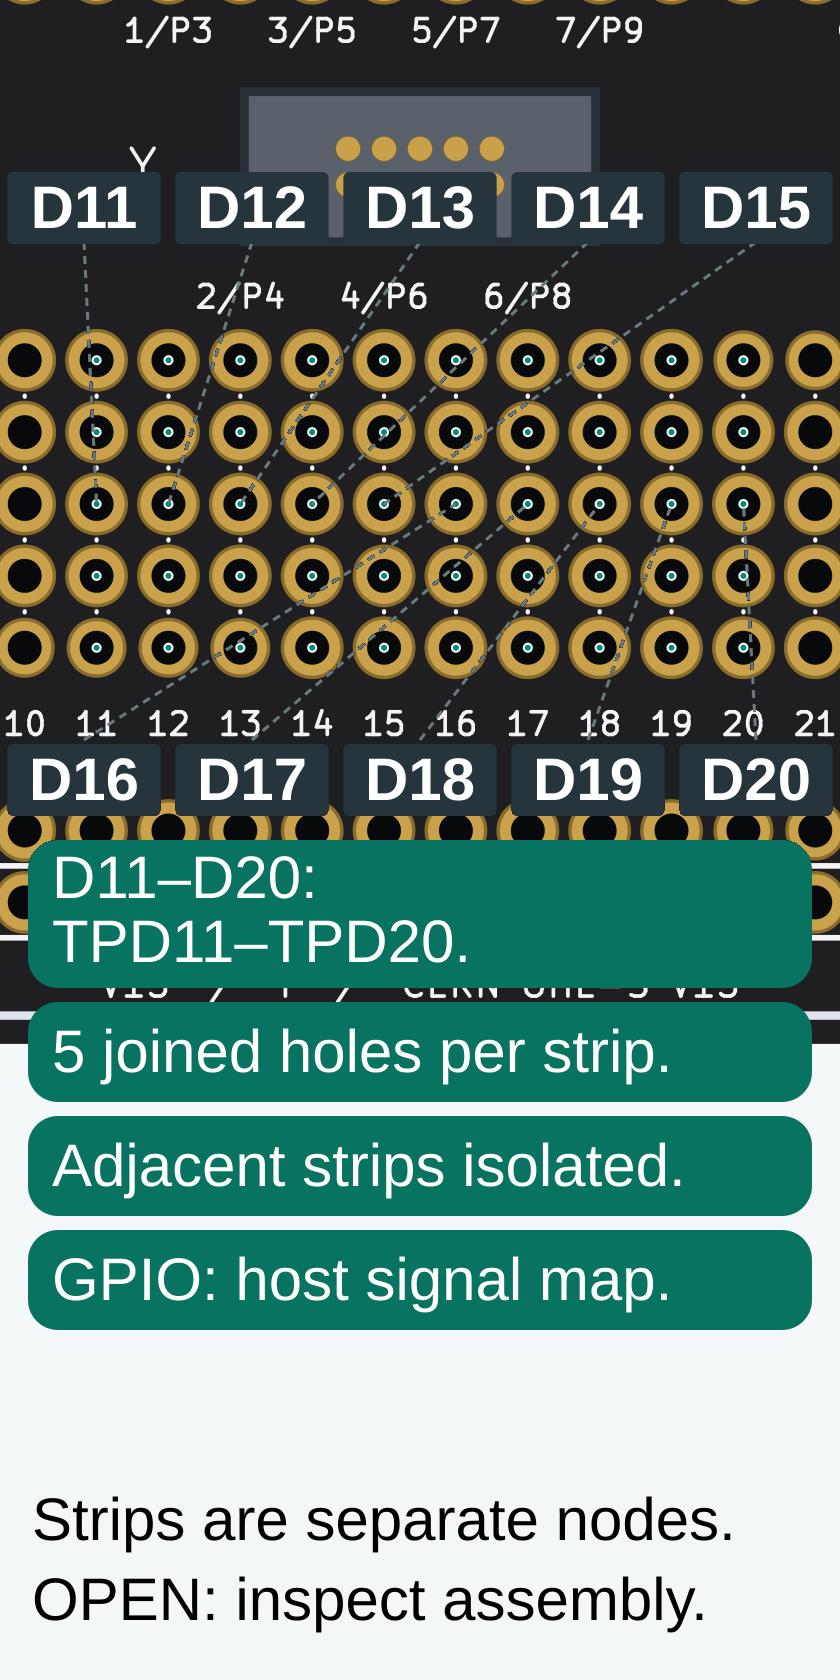 1/P3 3/P5 5/P7 7/P9
Y
D11 D12 D13 D14 D15
2/P4 4/P6 6/P8
10 11 12 13 14 15 16 17 18 19 20 21
D16 D17 D18 D19 D20
D11–D20:
TPD11–TPD20.
5 joined holes per strip.
Adjacent strips isolated.
GPIO: host signal map.
Strips are separate nodes.
OPEN: inspect assembly.